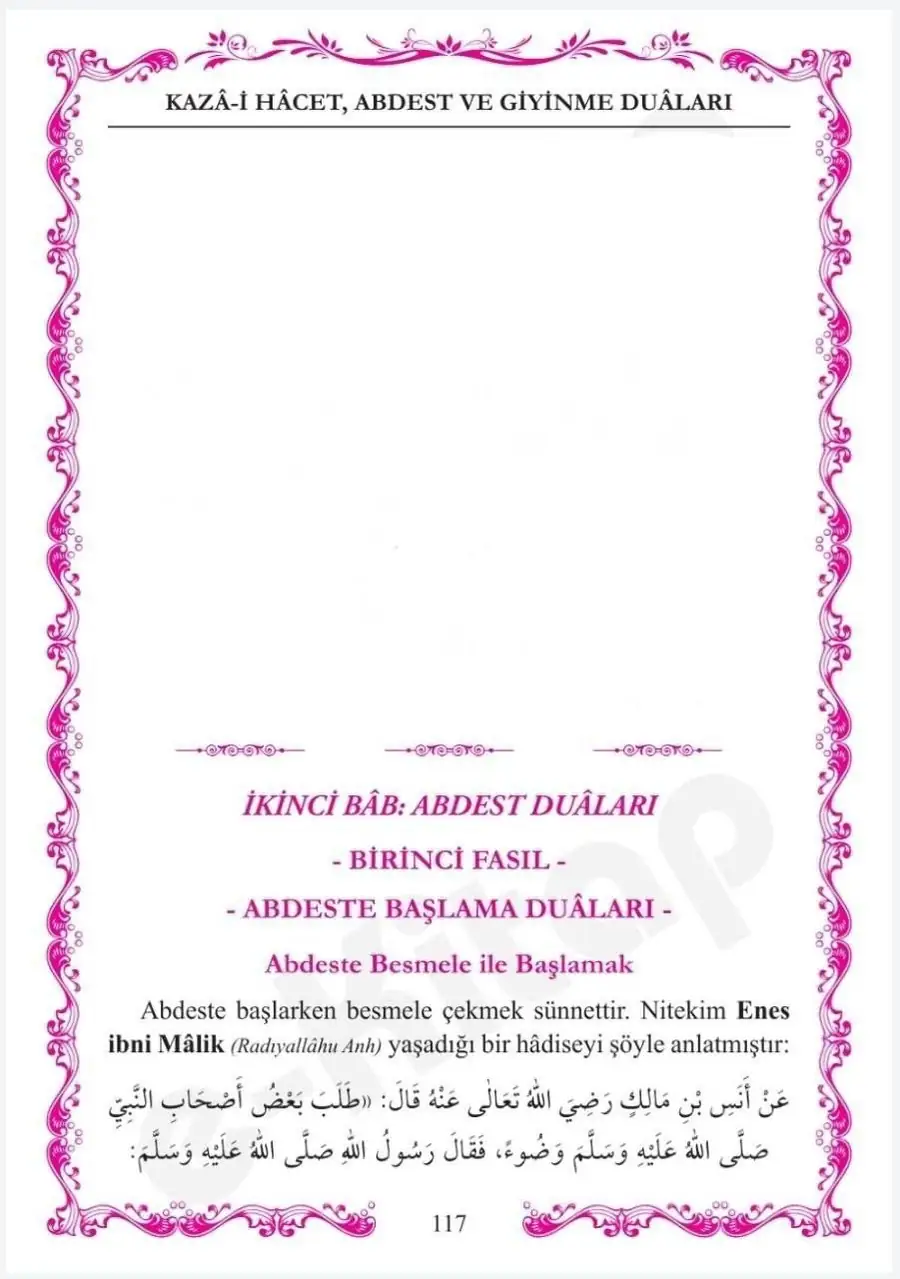 KAZÂ-İ HÂCET, ABDEST VE GİYİNME DUÂLARI
İKİNCİ BÂB: ABDEST DUÂLARI
- BİRİNCİ FASIL -
- ABDESTE BAŞLAMA DUÂLARI -
Abdeste Besmele ile Başlamak
Abdeste başlarken besmele çekmek sünnettir. Nitekim Enes
ibni Mâlik (Radıyallâhu Anh) yaşadığı bir hâdiseyi şöyle anlatmıştır:
عَنْ أَنَسِ بْنِ مَالِكٍ رَضِيَ اللهُ تَعَالٰى عَنْهُ قَالَ: «طَلَبَ بَعْضُ أَصْحَابِ النَّبِيِّ
صَلَّى اللهُ عَلَيْهِ وَسَلَّمَ وَضُوءً، فَقَالَ رَسُولُ اللهِ صَلَّى اللهُ عَلَيْهِ وَسَلَّمَ:
117
e-kitap